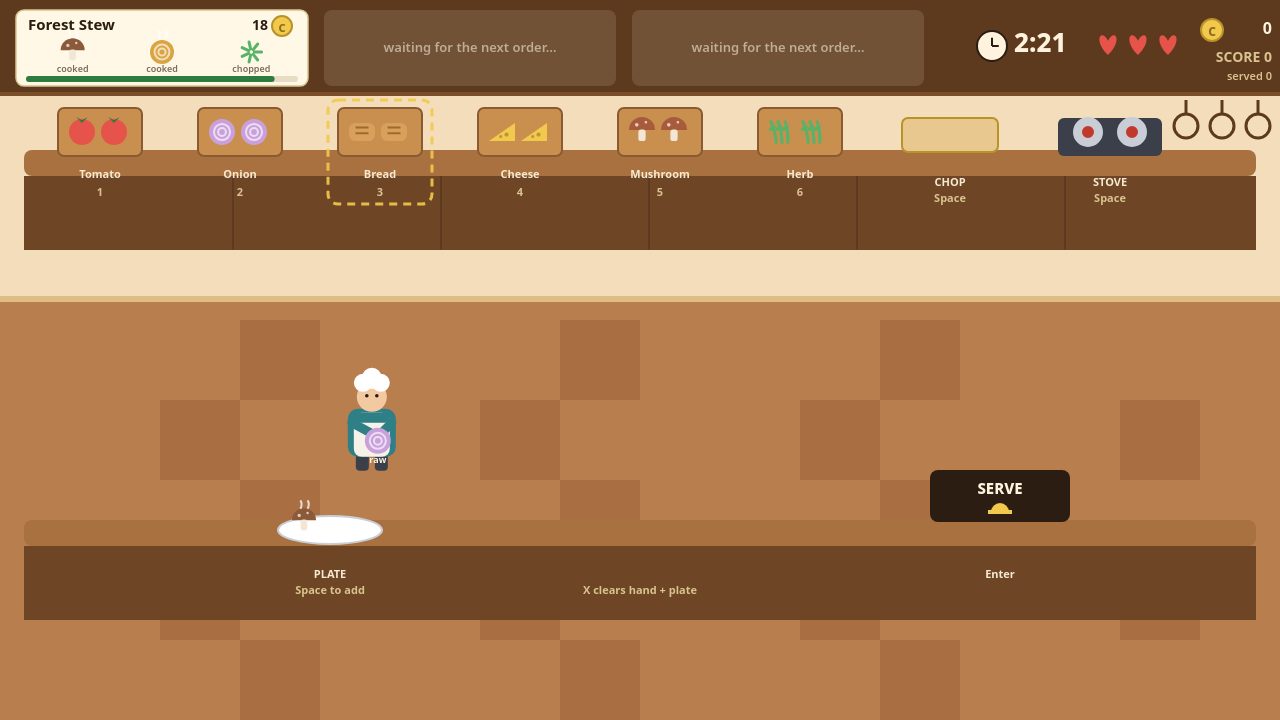 Forest Stew
18
c
cooked
cooked
chopped
waiting for the next order...
waiting for the next order...
2:21
c
0
SCORE 0
served 0
Tomato
1
Onion
2
Bread
3
Cheese
4
Mushroom
5
Herb
6
CHOP
Space
STOVE
Space
raw
SERVE
PLATE
Space to add
X clears hand + plate
Enter